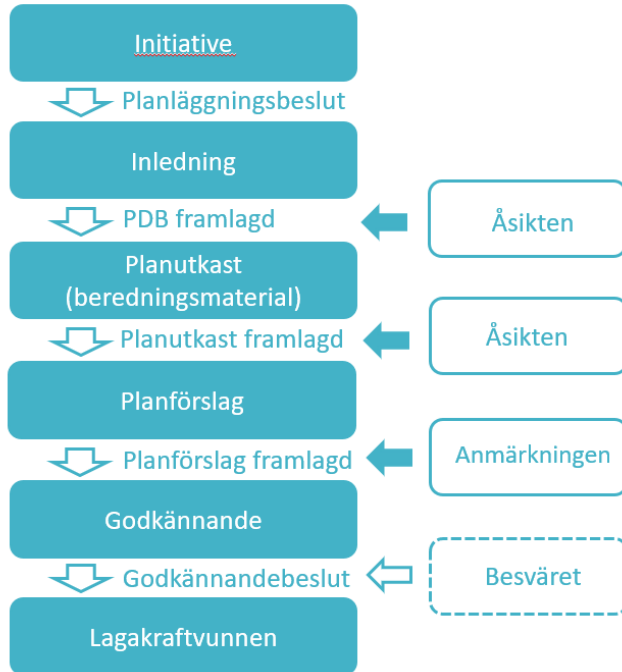 Initiative
Planläggningsbeslut
Inledning
PDB framlagd
Åsikten
Planutkast
(beredningsmaterial)
Planutkast framlagd
Åsikten
Planförslag
Planförslag framlagd
Anmärkningen
Godkännande
Godkännandebeslut
Besväret
Lagakraftvunnen